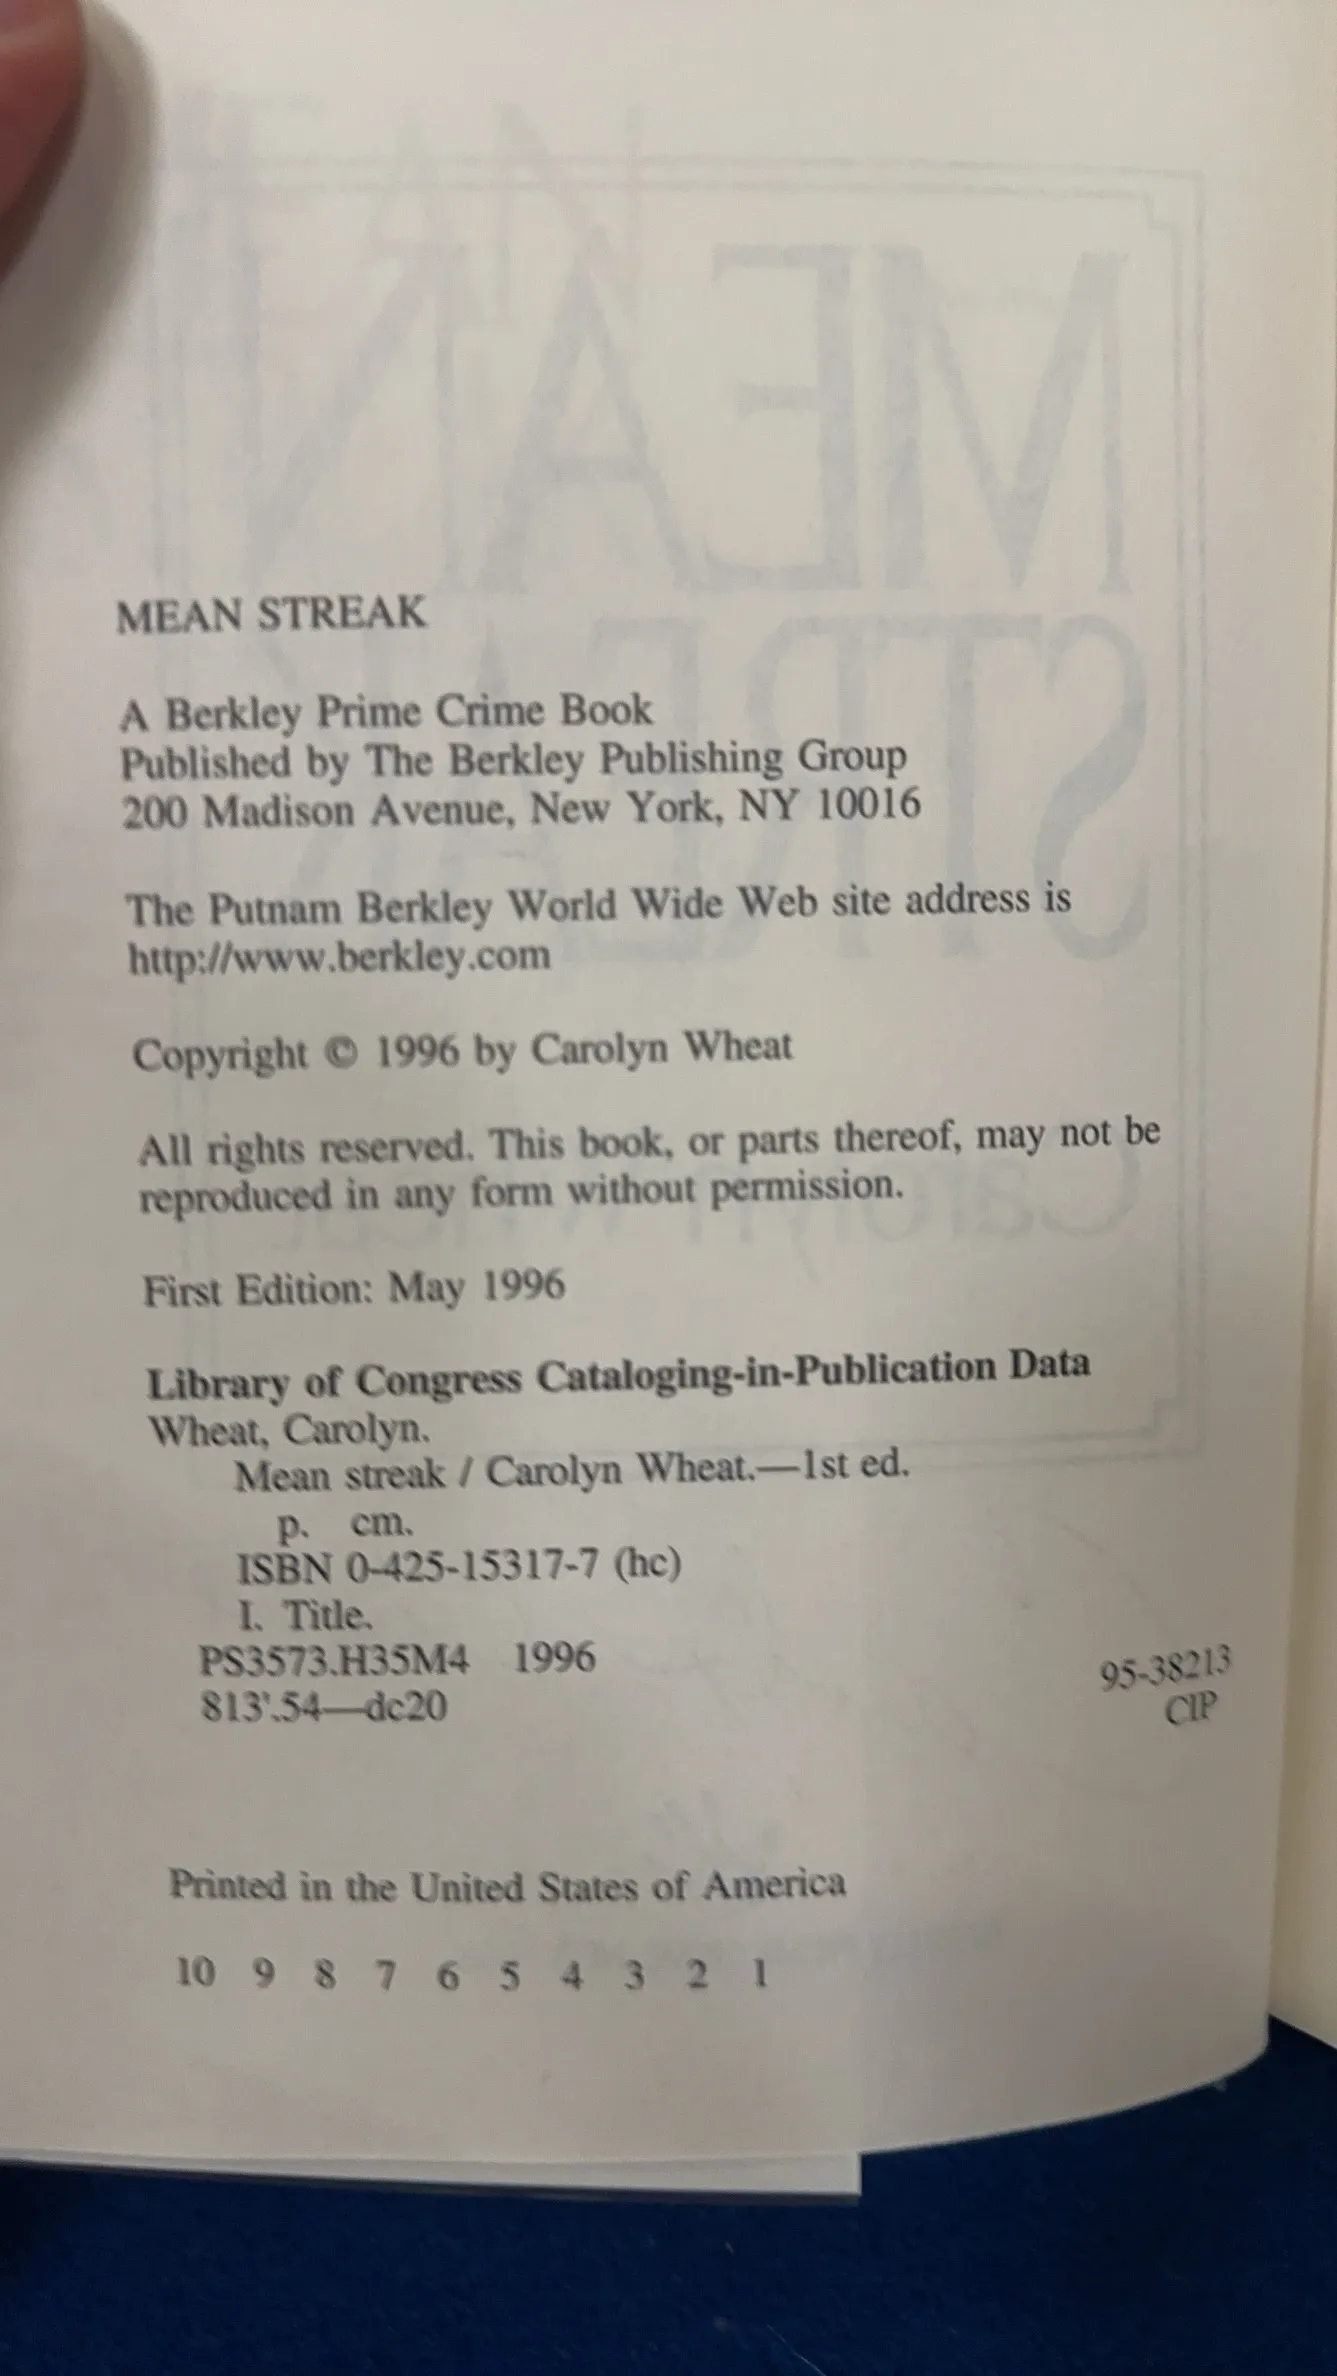 MEAN STREAK
A Berkley Prime Crime Book
Published by The Berkley Publishing Group
200 Madison Avenue, New York, NY 10016
The Putnam Berkley World Wide Web site address is
http://www.berkley.com
Copyright © 1996 by Carolyn Wheat
All rights reserved. This book, or parts thereof, may not be
reproduced in any form without permission.
First Edition: May 1996
Library of Congress Cataloging-in-Publication Data
Wheat, Carolyn.
Mean streak / Carolyn Wheat.—1st ed.
p. cm.
ISBN 0-425-15317-7 (hc)
I. Title.
PS3573.H35M4 1996
813'.54—dc20
95-38213
CIP
Printed in the United States of America
10 9 8 7 6 5 4 3 2 1